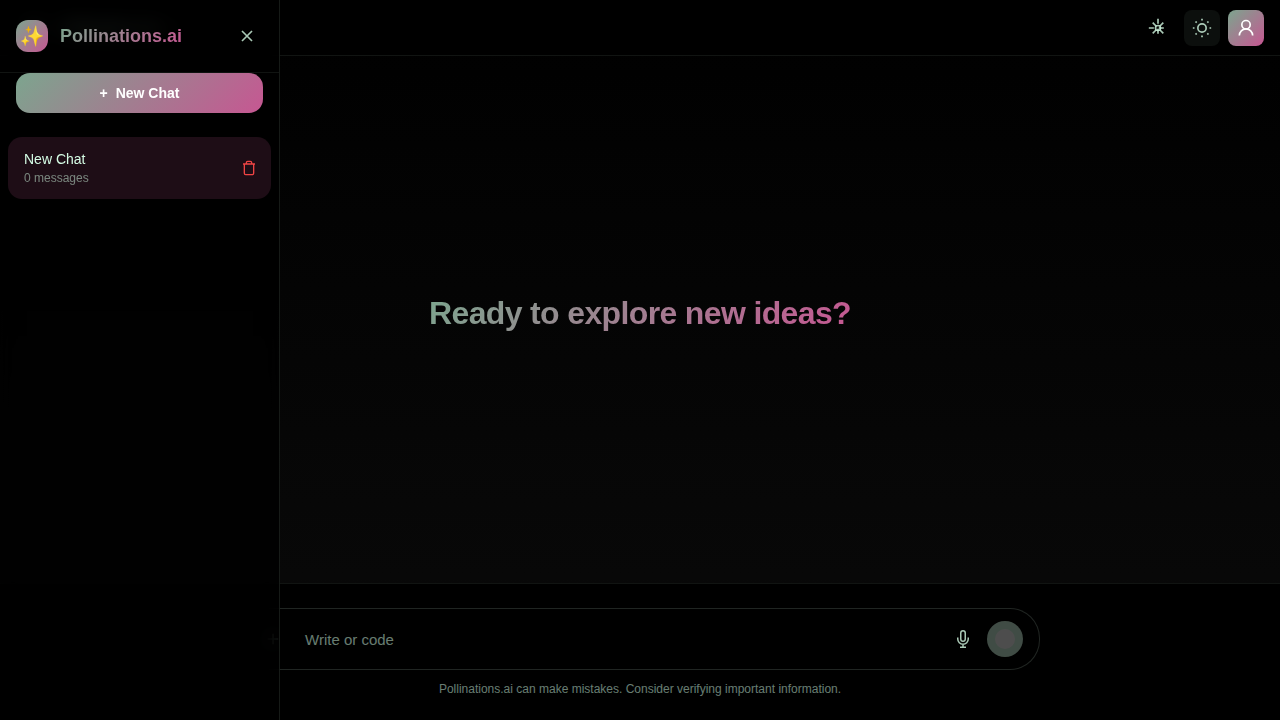 Pollinations.ai
+ New Chat
New Chat
0 messages
Ready to explore new ideas?
Write or code
Pollinations.ai can make mistakes. Consider verifying important information.